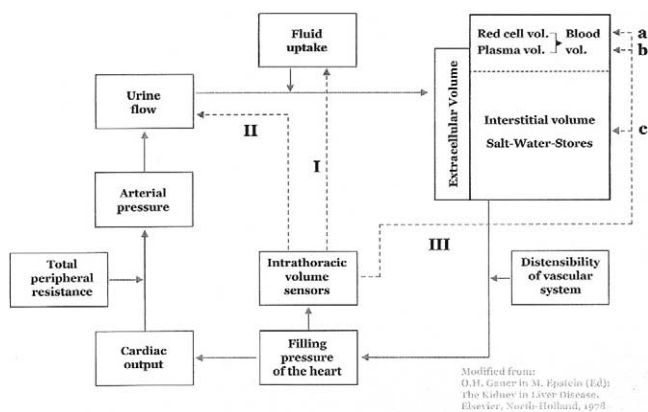 Fluid
uptake
Red cell vol.
Plasma vol.
Blood
vol.
a
b
c
Extracellular Volume
Interstitial volume
Salt-Water-Stores
Urine
flow
II
I
III
Arterial
pressure
Total
peripheral
resistance
Intrathoracic
volume
sensors
Distensibility
of vascular
system
Cardiac
output
Filling
pressure
of the heart
Modified from:
O.H. Gauer in M. Epstein (Ed):
The Kidney in Liver Disease,
Elsevier, North-Holland, 1978